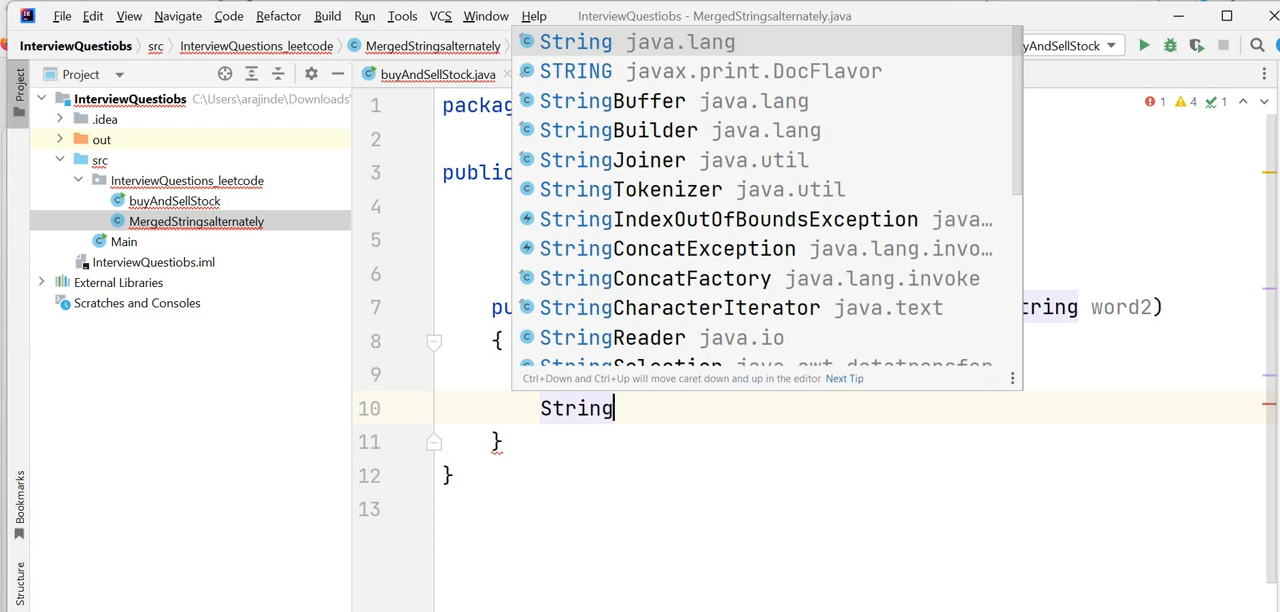 File Edit View Navigate Code Refactor Build Run Tools VCS Window Help InterviewQuestiobs - MergedStringsalternately.java
InterviewQuestiobs src InterviewQuestions_leetcode MergedStringsalternately yAndSellStock
Project Project buyAndSellStock.java
InterviewQuestiobs C:\Users\arajinde\Downloads\
.idea
out
src
InterviewQuestions_leetcode
buyAndSellStock
MergedStringsalternately
Main
InterviewQuestiobs.iml
External Libraries
Scratches and Consoles
Bookmarks
Structure
1 packag
2
3 public
4
5
6
7 pu tring word2)
8 {
9
10 String
11 }
12 }
13
1 4 1
String java.lang
STRING javax.print.DocFlavor
StringBuffer java.lang
StringBuilder java.lang
StringJoiner java.util
StringTokenizer java.util
StringIndexOutOfBoundsException java…
StringConcatException java.lang.invo…
StringConcatFactory java.lang.invoke
StringCharacterIterator java.text
StringReader java.io
StringSelection java.awt.datatransfer
Ctrl+Down and Ctrl+Up will move caret down and up in the editor Next Tip